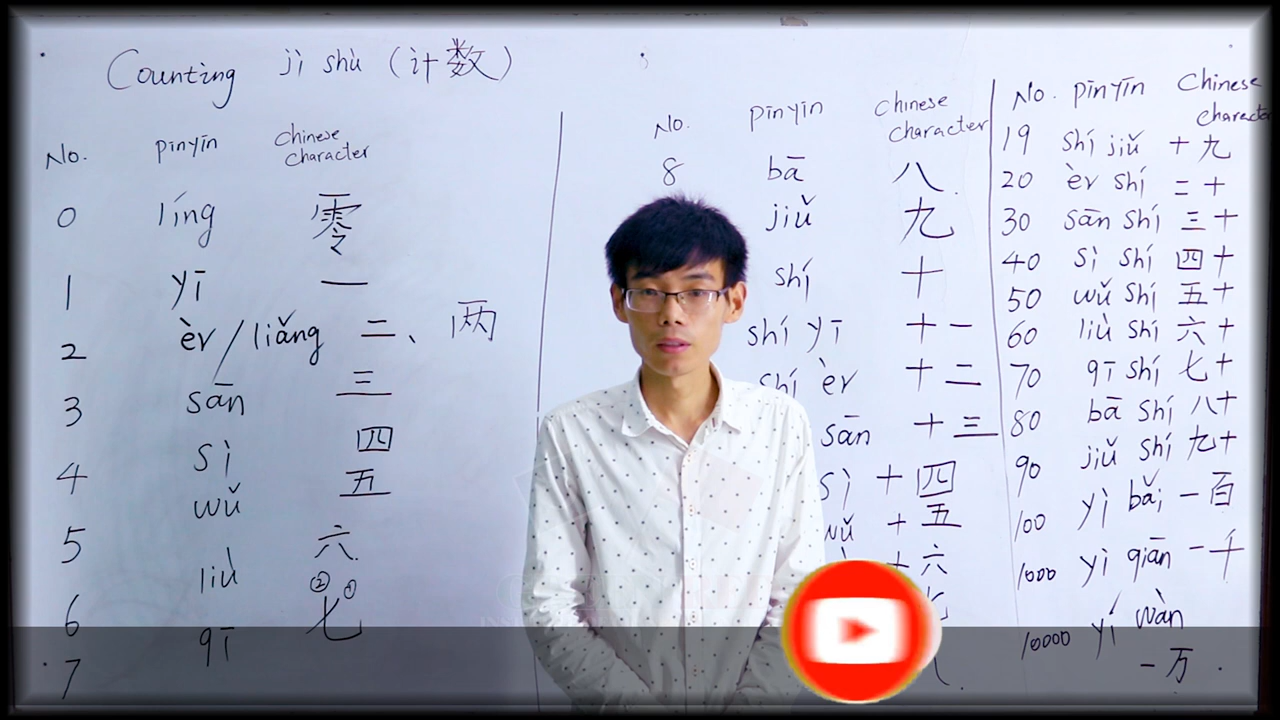 Counting jì shù (计数)
No. pīnyīn Chinese character
0 líng 零
1 yī 一
2 èr/liǎng 二、两
3 sān 三
4 sì 四
5 wǔ 五
6 liù 六
7 qī 七 ② ①
No. pīnyīn Chinese character
8 bā 八
jiǔ 九
shí 十
shí yī 十一
shí èr 十二
sān 十三
sì 十四
wǔ 十五
十六
No. pīnyīn Chinese character
19 shí jiǔ 十九
20 èr shí 二十
30 sān shí 三十
40 sì shí 四十
50 wǔ shí 五十
60 liù shí 六十
70 qī shí 七十
80 bā shí 八十
90 jiǔ shí 九十
100 yì bǎi 一百
1000 yì qiān 一千
10000 yí wàn
一万